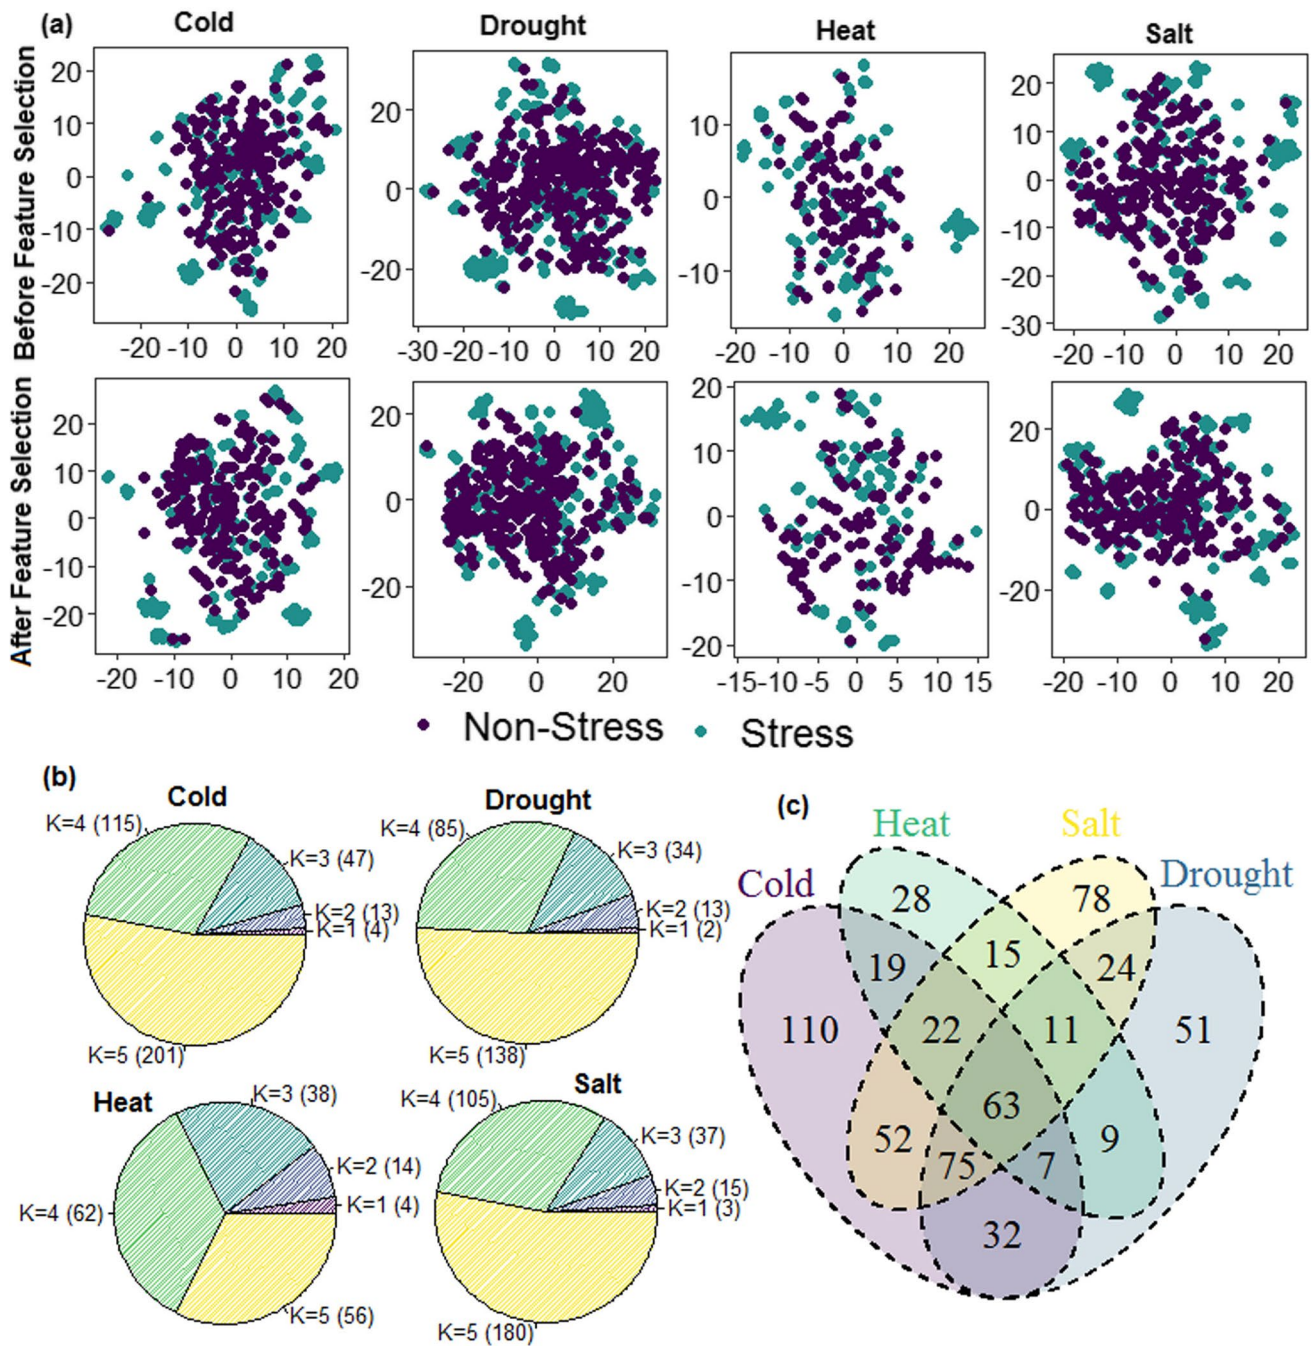 (a)
Cold
Drought
Heat
Salt
Before Feature Selection
20
10
0
-10
-20
-20 -10 0 10 20
20
0
-20
-30 -20 -10 0 10 20
10
0
-10
-20 -10 0 10 20
20
10
0
-10
-20
-30
-20 -10 0 10 20
After Feature Selection
20
10
0
-10
-20
-20 -10 0 10 20
20
0
-20
-20 0 20
20
10
0
-10
-20
-15 -10 -5 0 5 10 15
20
0
-20
-20 -10 0 10 20
Non-Stress Stress
(b)
Cold
K=4 (115)
K=3 (47)
K=2 (13)
K=1 (4)
K=5 (201)
Drought
K=4 (85)
K=3 (34)
K=2 (13)
K=1 (2)
K=5 (138)
Heat
K=3 (38)
K=2 (14)
K=1 (4)
K=4 (62)
K=5 (56)
Salt
K=4 (105)
K=3 (37)
K=2 (15)
K=1 (3)
K=5 (180)
(c)
Heat
Salt
Cold
Drought
28
78
19
15
24
110
22
11
51
63
52
75
7
9
32